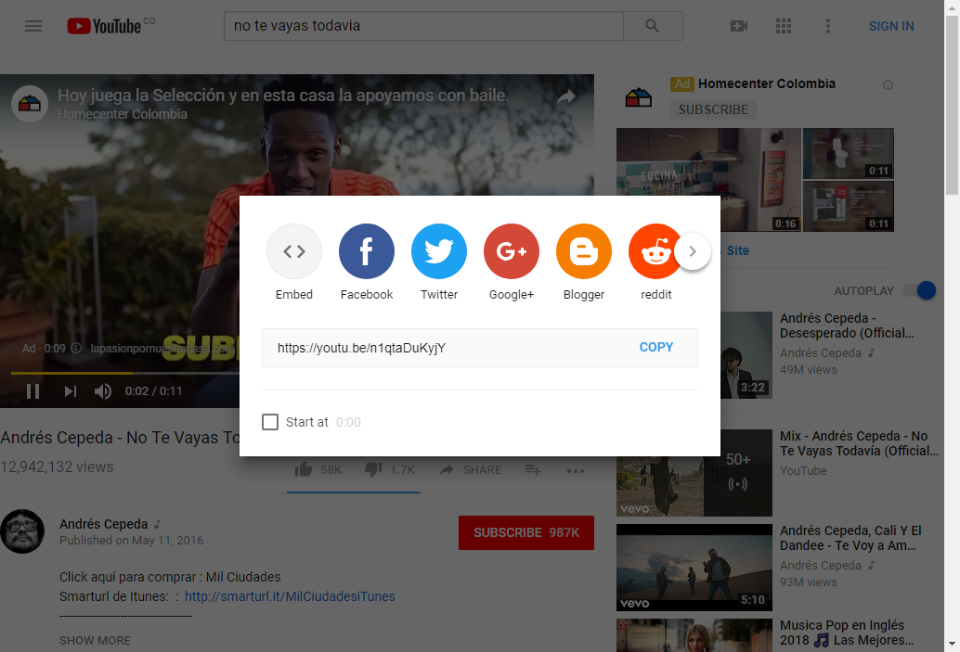 YouTube CO
no te vayas todavia
SIGN IN
Hoy juega la Selección y en esta casa la apoyamos con baile.
Homecenter Colombia
Ad · 0:09
0:02 / 0:11
Ad Homecenter Colombia
SUBSCRIBE
0:11
0:16
0:11
Site
Embed
Facebook
Twitter
Google+
Blogger
reddit
https://youtu.be/n1qtaDuKyjY
COPY
Start at 0:00
AUTOPLAY
Andrés Cepeda - No Te Vayas To
12,942,132 views
58K
1.7K
SHARE
Andrés Cepeda
Published on May 11, 2016
SUBSCRIBE 987K
Click aquí para comprar : Mil Ciudades
Smarturl de Itunes: : http://smarturl.it/MilCiudadesiTunes
SHOW MORE
3:22
Andrés Cepeda -
Desesperado (Official...
Andrés Cepeda
49M views
50+
vevo
Mix - Andrés Cepeda - No
Te Vayas Todavía (Official...
YouTube
vevo
5:10
Andrés Cepeda, Cali Y El
Dandee - Te Voy a Am...
Andrés Cepeda
93M views
Musica Pop en Inglés
2018 🎵 Las Mejores...